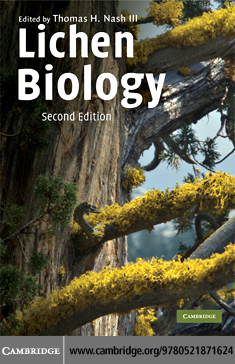 Edited by Thomas H. Nash III
Lichen
Biology
Second Edition
CAMBRIDGE
CAMBRIDGE
www.cambridge.org/9780521871624